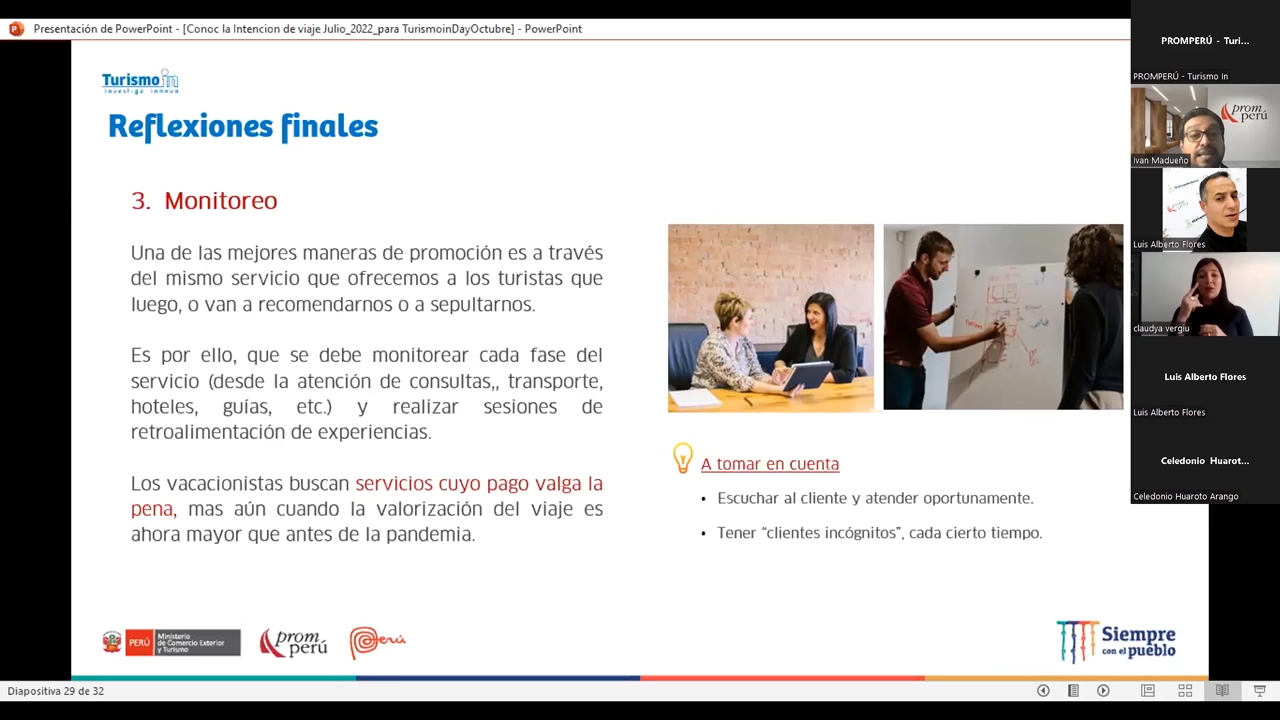 Presentación de PowerPoint - [Conoc la Intencion de viaje Julio_2022_para TurismoinDayOctubre] - PowerPoint
Turismo in
investiga innova
Reflexiones finales
3. Monitoreo
Una de las mejores maneras de promoción es a través
del mismo servicio que ofrecemos a los turistas que
luego, o van a recomendarnos o a sepultarnos.
Es por ello, que se debe monitorear cada fase del
servicio (desde la atención de consultas,, transporte,
hoteles, guías, etc.) y realizar sesiones de
retroalimentación de experiencias.
Los vacacionistas buscan servicios cuyo pago valga la
pena, mas aún cuando la valorización del viaje es
ahora mayor que antes de la pandemia.
A tomar en cuenta
• Escuchar al cliente y atender oportunamente.
• Tener “clientes incógnitos”, cada cierto tiempo.
PERÚ
Ministerio
de Comercio Exterior
y Turismo
prom
perú
Perú
Siempre
con el pueblo
Diapositiva 29 de 32
PROMPERÚ - Turi...
PROMPERÚ - Turismo In
prom
perú
Ivan Madueño
Luis Alberto Flores
claudya vergiu
Luis Alberto Flores
Luis Alberto Flores
Celedonio Huarot...
Celedonio Huaroto Arango